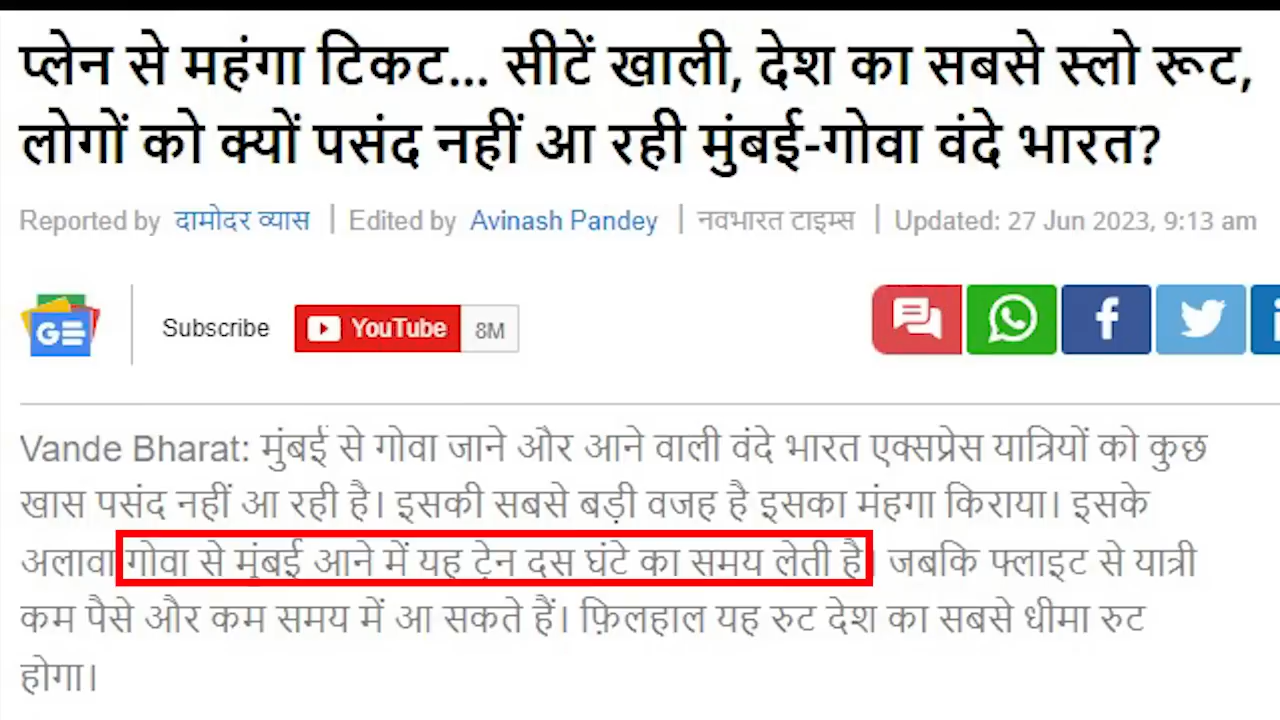 प्लेन से महंगा टिकट... सीटें खाली, देश का सबसे स्लो रूट,
लोगों को क्यों पसंद नहीं आ रही मुंबई-गोवा वंदे भारत?
Reported by दामोदर व्यास | Edited by Avinash Pandey | नवभारत टाइम्स | Updated: 27 Jun 2023, 9:13 am
GE Subscribe YouTube 8M
Vande Bharat: मुंबई से गोवा जाने और आने वाली वंदे भारत एक्सप्रेस यात्रियों को कुछ
खास पसंद नहीं आ रही है। इसकी सबसे बड़ी वजह है इसका मंहगा किराया। इसके
अलावा गोवा से मुंबई आने में यह ट्रेन दस घंटे का समय लेती है। जबकि फ्लाइट से यात्री
कम पैसे और कम समय में आ सकते हैं। फ़िलहाल यह रुट देश का सबसे धीमा रुट
होगा।